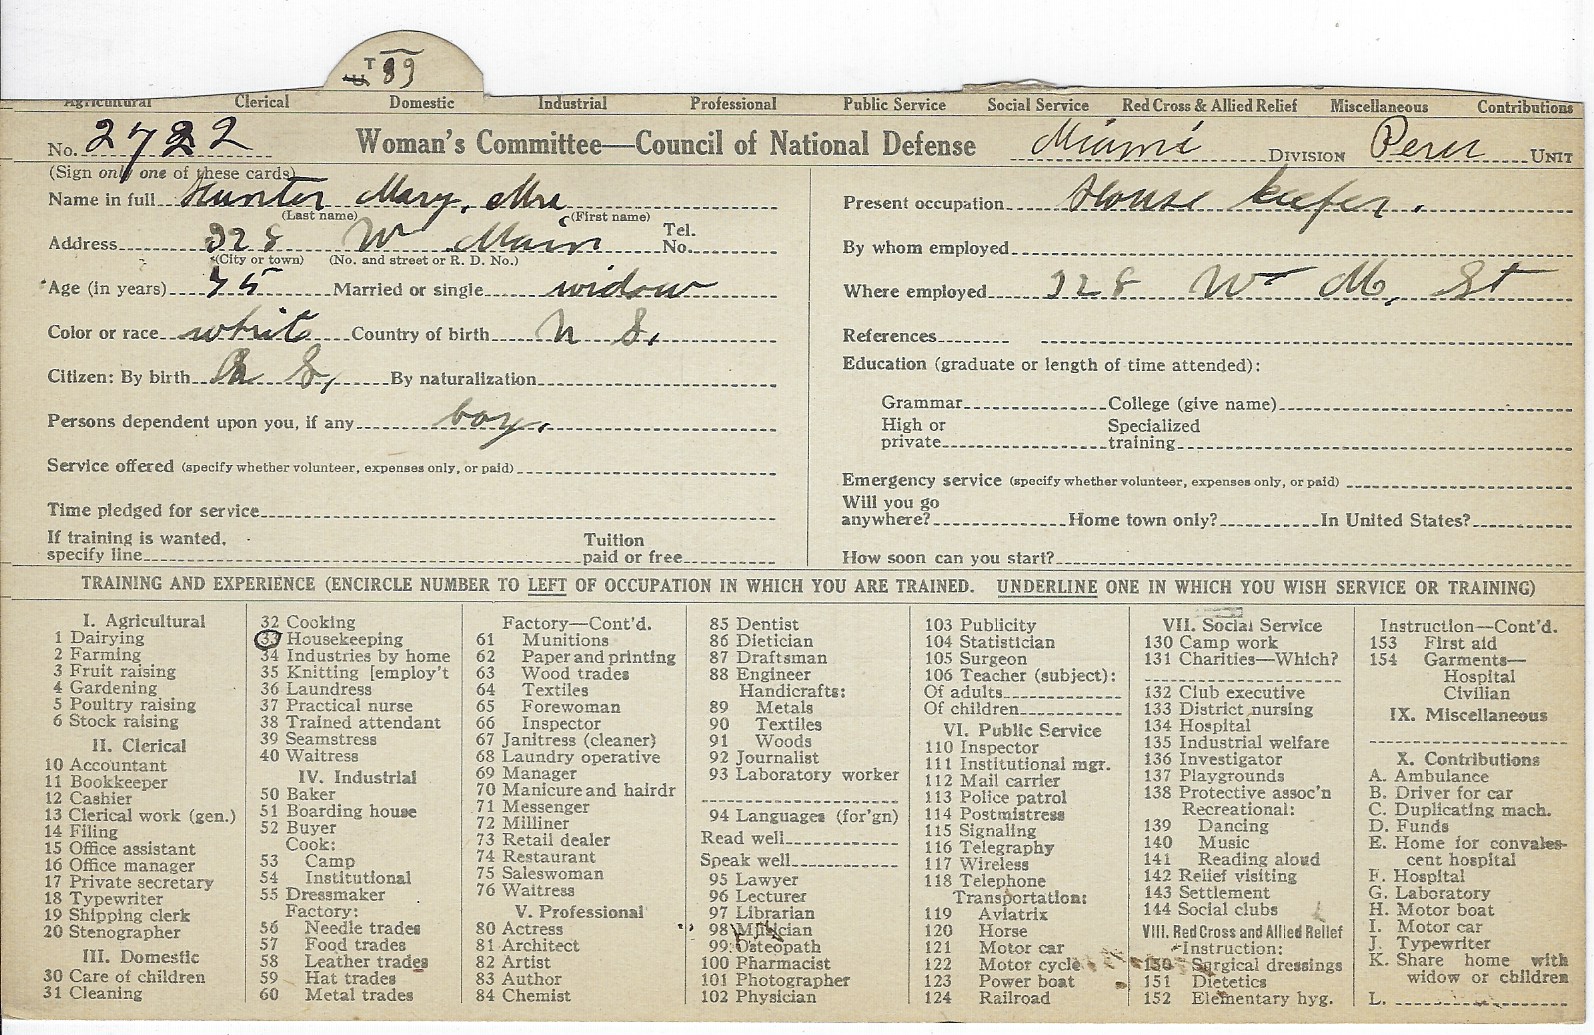 T 89
Agricultural Clerical Domestic Industrial Professional Public Service Social Service Red Cross & Allied Relief Miscellaneous Contributions
No. 2722 Woman's Committee—Council of National Defense Miami DIVISION Peru UNIT
(Sign only one of these cards)
Name in full Hunter Mary, Mrs
(Last name) (First name)
Address 328 W Main Tel. No.
(City or town) (No. and street or R. D. No.)
Age (in years) 75 Married or single widow
Color or race white Country of birth U S.
Citizen: By birth U S, By naturalization
Persons dependent upon you, if any boy.
Service offered (specify whether volunteer, expenses only, or paid)
Time pledged for service
If training is wanted, specify line Tuition paid or free
Present occupation House keefer.
By whom employed
Where employed 328 W M, St
References
Education (graduate or length of time attended):
Grammar College (give name)
High or private Specialized training
Emergency service (specify whether volunteer, expenses only, or paid)
Will you go anywhere? Home town only? In United States?
How soon can you start?
TRAINING AND EXPERIENCE (ENCIRCLE NUMBER TO LEFT OF OCCUPATION IN WHICH YOU ARE TRAINED. UNDERLINE ONE IN WHICH YOU WISH SERVICE OR TRAINING)
I. Agricultural
1 Dairying
2 Farming
3 Fruit raising
4 Gardening
5 Poultry raising
6 Stock raising
II. Clerical
10 Accountant
11 Bookkeeper
12 Cashier
13 Clerical work (gen.)
14 Filing
15 Office assistant
16 Office manager
17 Private secretary
18 Typewriter
19 Shipping clerk
20 Stenographer
III. Domestic
30 Care of children
31 Cleaning
32 Cooking
33 Housekeeping
34 Industries by home
35 Knitting [employ't
36 Laundress
37 Practical nurse
38 Trained attendant
39 Seamstress
40 Waitress
IV. Industrial
50 Baker
51 Boarding house
52 Buyer
Cook:
53 Camp
54 Institutional
55 Dressmaker
Factory:
56 Needle trades
57 Food trades
58 Leather trades
59 Hat trades
60 Metal trades
Factory—Cont'd.
61 Munitions
62 Paper and printing
63 Wood trades
64 Textiles
65 Forewoman
66 Inspector
67 Janitress (cleaner)
68 Laundry operative
69 Manager
70 Manicure and hairdr
71 Messenger
72 Milliner
73 Retail dealer
74 Restaurant
75 Saleswoman
76 Waitress
V. Professional
80 Actress
81 Architect
82 Artist
83 Author
84 Chemist
85 Dentist
86 Dietician
87 Draftsman
88 Engineer
Handicrafts:
89 Metals
90 Textiles
91 Woods
92 Journalist
93 Laboratory worker
94 Languages (for'gn)
Read well
Speak well
95 Lawyer
96 Lecturer
97 Librarian
98 Musician
99 Osteopath
100 Pharmacist
101 Photographer
102 Physician
103 Publicity
104 Statistician
105 Surgeon
106 Teacher (subject):
Of adults
Of children
VI. Public Service
110 Inspector
111 Institutional mgr.
112 Mail carrier
113 Police patrol
114 Postmistress
115 Signaling
116 Telegraphy
117 Wireless
118 Telephone
Transportation:
119 Aviatrix
120 Horse
121 Motor car
122 Motor cycle
123 Power boat
124 Railroad
VII. Social Service
130 Camp work
131 Charities—Which?
132 Club executive
133 District nursing
134 Hospital
135 Industrial welfare
136 Investigator
137 Playgrounds
138 Protective assoc'n
Recreational:
139 Dancing
140 Music
141 Reading aloud
142 Relief visiting
143 Settlement
144 Social clubs
VIII. Red Cross and Allied Relief
Instruction:
150 Surgical dressings
151 Dietetics
152 Elementary hyg.
Instruction—Cont'd.
153 First aid
154 Garments—
Hospital
Civilian
IX. Miscellaneous
X. Contributions
A. Ambulance
B. Driver for car
C. Duplicating mach.
D. Funds
E. Home for convales-
cent hospital
F. Hospital
G. Laboratory
H. Motor boat
I. Motor car
J. Typewriter
K. Share home with
widow or children
L.